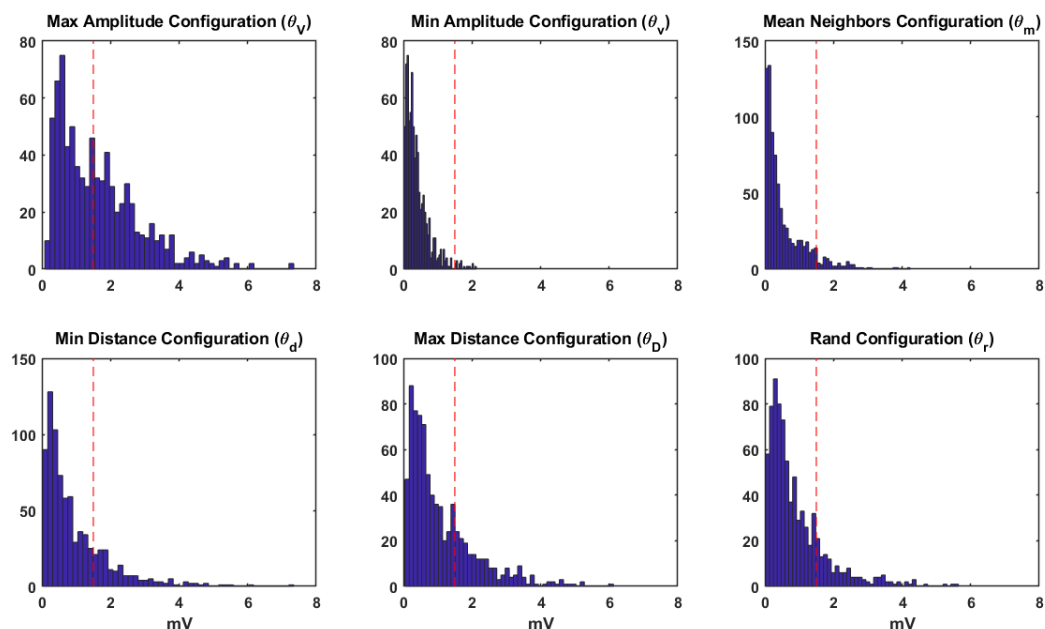 Max Amplitude Configuration (θV)
Min Amplitude Configuration (θv)
Mean Neighbors Configuration (θm)
80
60
40
20
0
0 2 4 6 8
80
60
40
20
0
0 2 4 6 8
150
100
50
0
0 2 4 6 8
Min Distance Configuration (θd)
Max Distance Configuration (θD)
Rand Configuration (θr)
150
100
50
0
0 2 4 6 8
mV
100
80
60
40
20
0
0 2 4 6 8
mV
100
80
60
40
20
0
0 2 4 6 8
mV